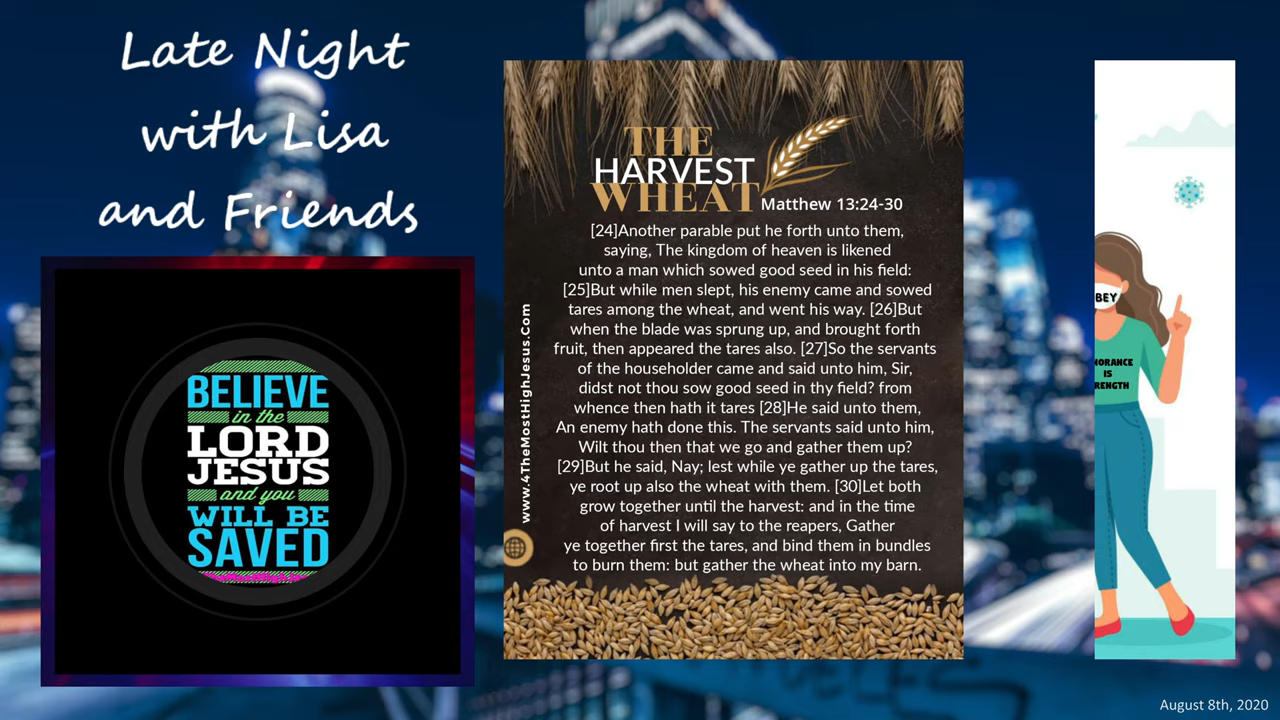 Late Night
with Lisa
and Friends
BELIEVE
in the
LORD
JESUS
and you
WILL BE
SAVED
THE
HARVEST
WHEAT
Matthew 13:24-30
[24]Another parable put he forth unto them,
saying, The kingdom of heaven is likened
unto a man which sowed good seed in his field:
[25]But while men slept, his enemy came and sowed
tares among the wheat, and went his way. [26]But
when the blade was sprung up, and brought forth
fruit, then appeared the tares also. [27]So the servants
of the householder came and said unto him, Sir,
didst not thou sow good seed in thy field? from
whence then hath it tares [28]He said unto them,
An enemy hath done this. The servants said unto him,
Wilt thou then that we go and gather them up?
[29]But he said, Nay; lest while ye gather up the tares,
ye root up also the wheat with them. [30]Let both
grow together until the harvest: and in the time
of harvest I will say to the reapers, Gather
ye together first the tares, and bind them in bundles
to burn them: but gather the wheat into my barn.
www.4TheMostHighJesus.Com
BEY
NORANCE
IS
RENGTH
August 8th, 2020